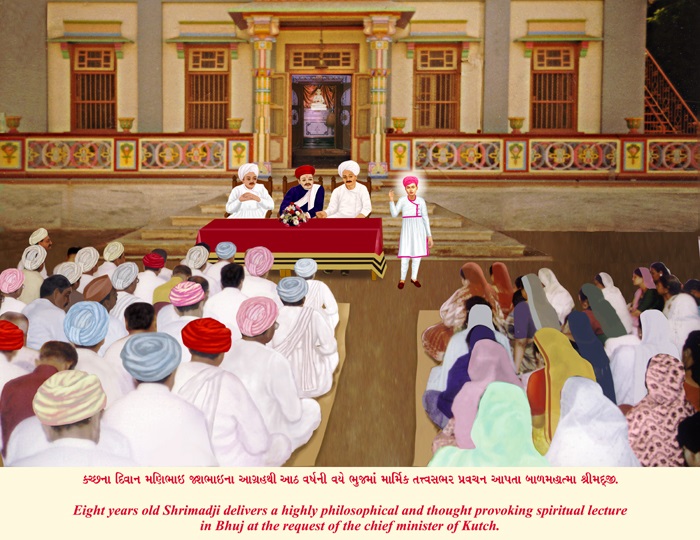 કચ્છના દિવાન મણિભાઇ જશભાઇના આગ્રહથી આઠ વર્ષની વયે ભુજમાં માર્મિક તત્ત્વસભર પ્રવચન આપતા બાળમહાત્મા શ્રીમદ્જી.
Eight years old Shrimadji delivers a highly philosophical and thought provoking spiritual lecture
in Bhuj at the request of the chief minister of Kutch.